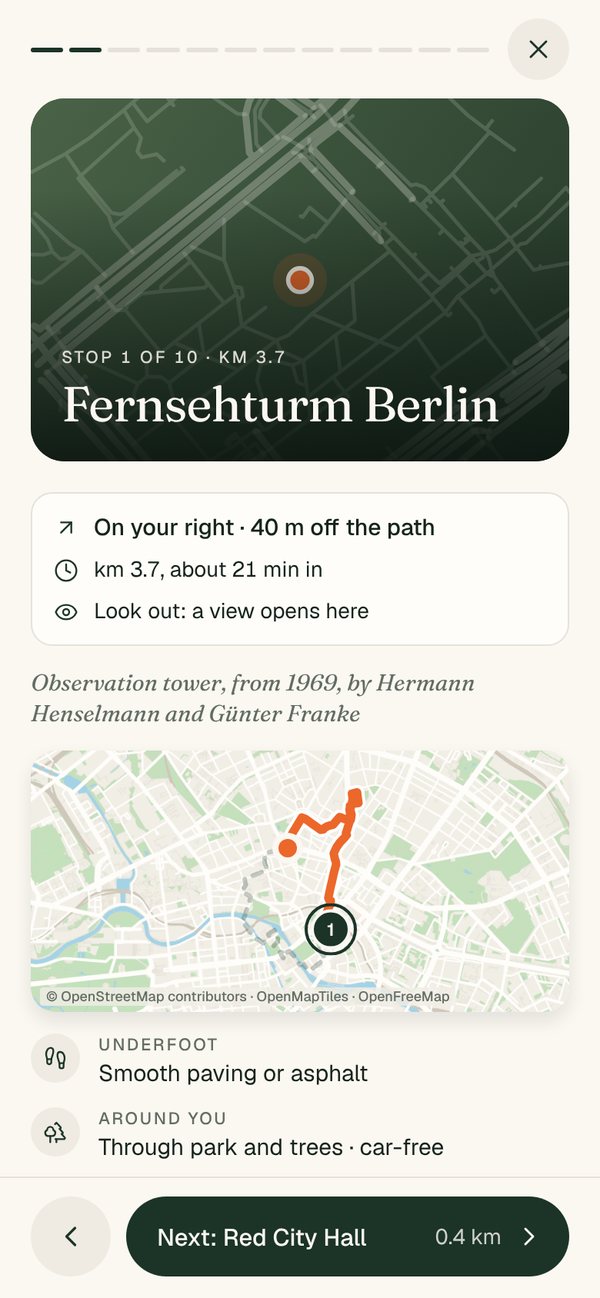 STOP 1 OF 10 · KM 3.7
Fernsehturm Berlin
On your right · 40 m off the path
km 3.7, about 21 min in
Look out: a view opens here
Observation tower, from 1969, by Hermann
Henselmann and Günter Franke
1
© OpenStreetMap contributors · OpenMapTiles · OpenFreeMap
UNDERFOOT
Smooth paving or asphalt
AROUND YOU
Through park and trees · car-free
Next: Red City Hall 0.4 km